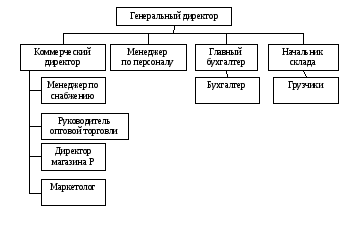 Генеральный директор
Коммерческий
директор
Менеджер
по персоналу
Главный
бухгалтер
Начальник
склада
Менеджер по
снабжению
Бухгалтер
Грузчики
Руководитель
оптовой торговли
Директор
магазина Р
Маркетолог